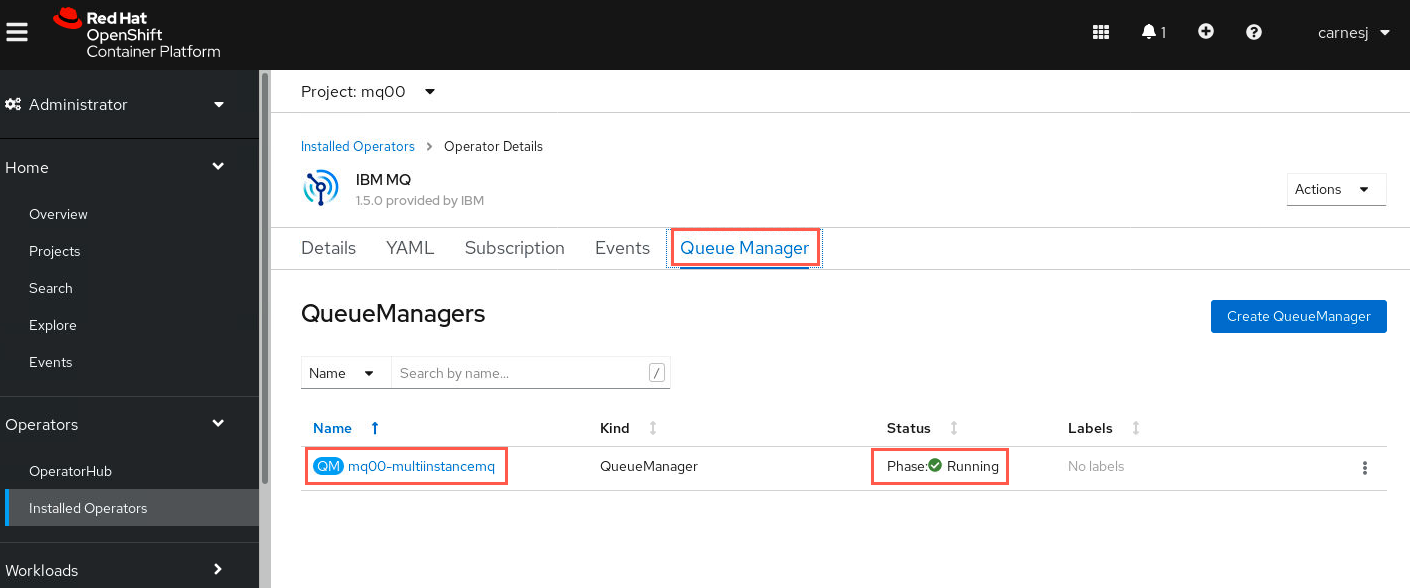 Red Hat
OpenShift
Container Platform
1
carnesj
Administrator
Home
Overview
Projects
Search
Explore
Events
Operators
OperatorHub
Installed Operators
Workloads
Project: mq00
Installed Operators > Operator Details
IBM MQ
1.5.0 provided by IBM
Actions
Details YAML Subscription Events Queue Manager
QueueManagers
Create QueueManager
Name Search by name... /
Name Kind Status Labels
QM mq00-multiinstancemq QueueManager Phase: Running No labels